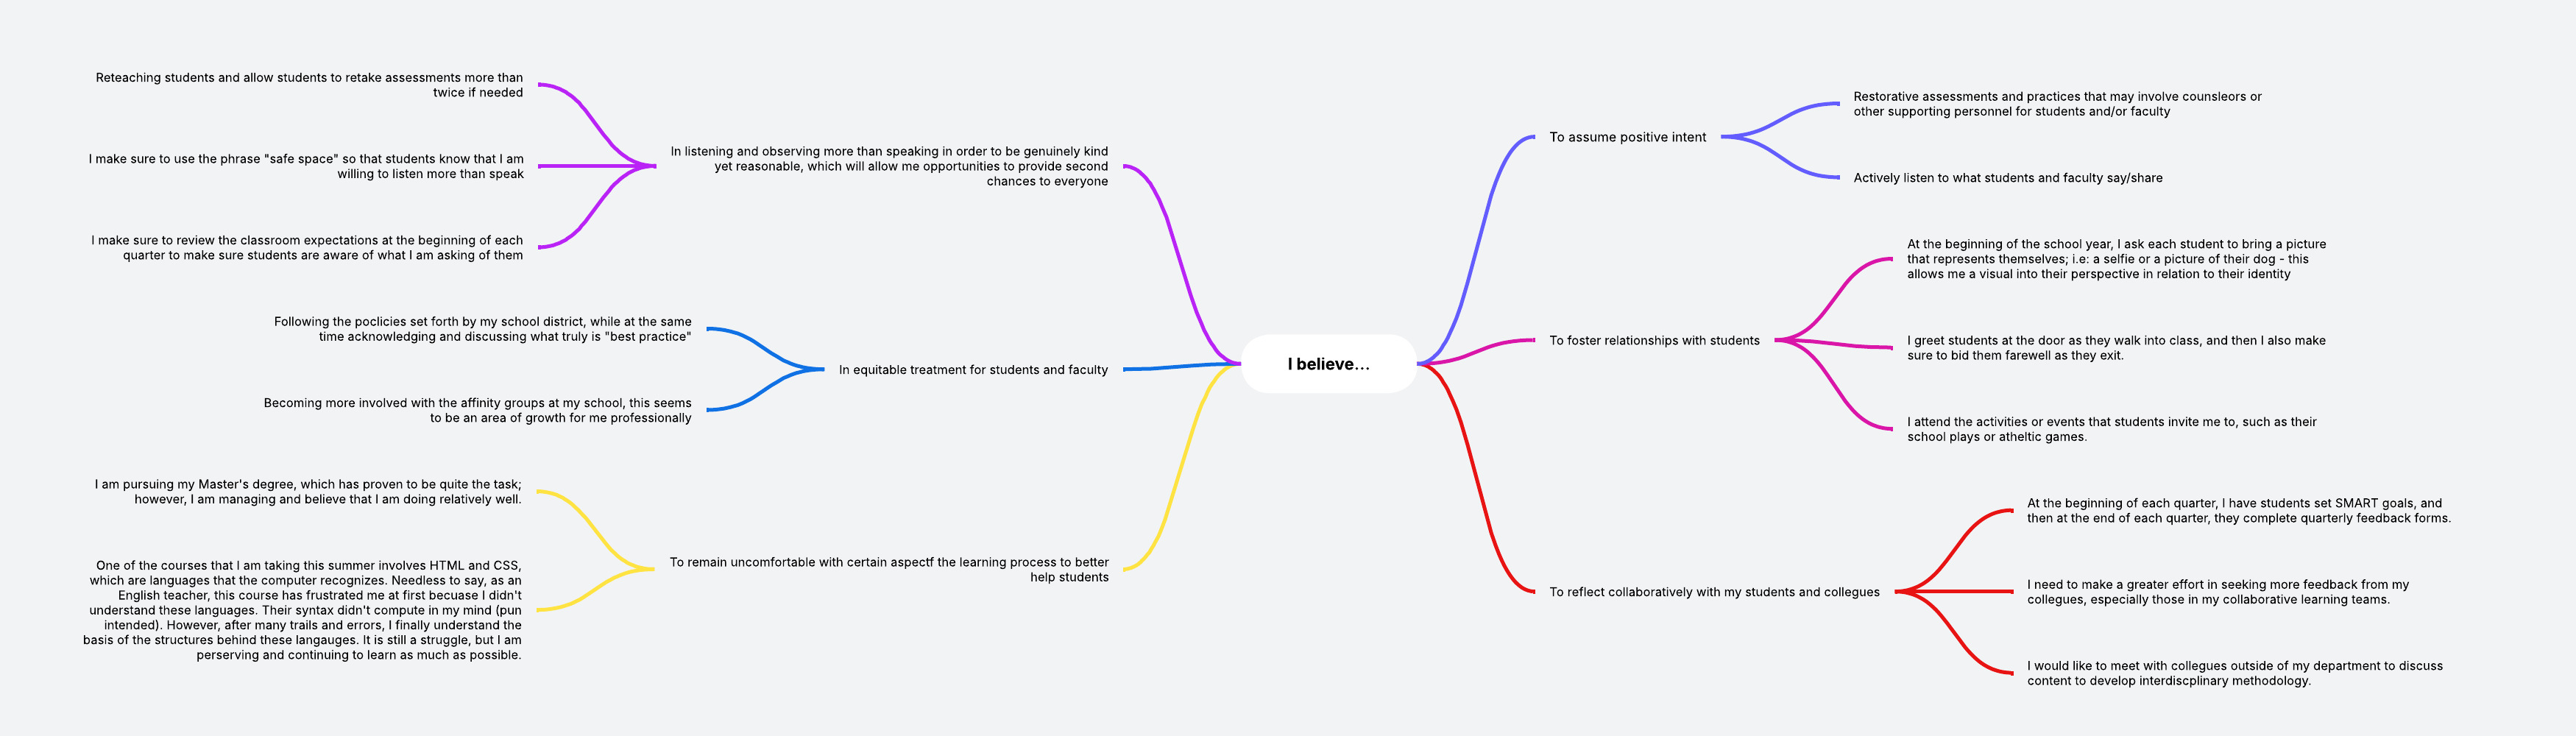 Reteaching students and allow students to retake assessments more than
twice if needed
I make sure to use the phrase "safe space" so that students know that I am
willing to listen more than speak
I make sure to review the classroom expectations at the beginning of each
quarter to make sure students are aware of what I am asking of them
In listening and observing more than speaking in order to be genuinely kind
yet reasonable, which will allow me opportunities to provide second
chances to everyone
Following the poclicies set forth by my school district, while at the same
time acknowledging and discussing what truly is "best practice"
Becoming more involved with the affinity groups at my school, this seems
to be an area of growth for me professionally
In equitable treatment for students and faculty
I am pursuing my Master's degree, which has proven to be quite the task;
however, I am managing and believe that I am doing relatively well.
One of the courses that I am taking this summer involves HTML and CSS,
which are languages that the computer recognizes. Needless to say, as an
English teacher, this course has frustrated me at first becuase I didn't
understand these languages. Their syntax didn't compute in my mind (pun
intended). However, after many trails and errors, I finally understand the
basis of the structures behind these langauges. It is still a struggle, but I am
perserving and continuing to learn as much as possible.
To remain uncomfortable with certain aspectf the learning process to better
help students
I believe...
To assume positive intent
Restorative assessments and practices that may involve counsleors or
other supporting personnel for students and/or faculty
Actively listen to what students and faculty say/share
To foster relationships with students
At the beginning of the school year, I ask each student to bring a picture
that represents themselves; i.e: a selfie or a picture of their dog - this
allows me a visual into their perspective in relation to their identity
I greet students at the door as they walk into class, and then I also make
sure to bid them farewell as they exit.
I attend the activities or events that students invite me to, such as their
school plays or atheltic games.
To reflect collaboratively with my students and collegues
At the beginning of each quarter, I have students set SMART goals, and
then at the end of each quarter, they complete quarterly feedback forms.
I need to make a greater effort in seeking more feedback from my
collegues, especially those in my collaborative learning teams.
I would like to meet with collegues outside of my department to discuss
content to develop interdiscplinary methodology.